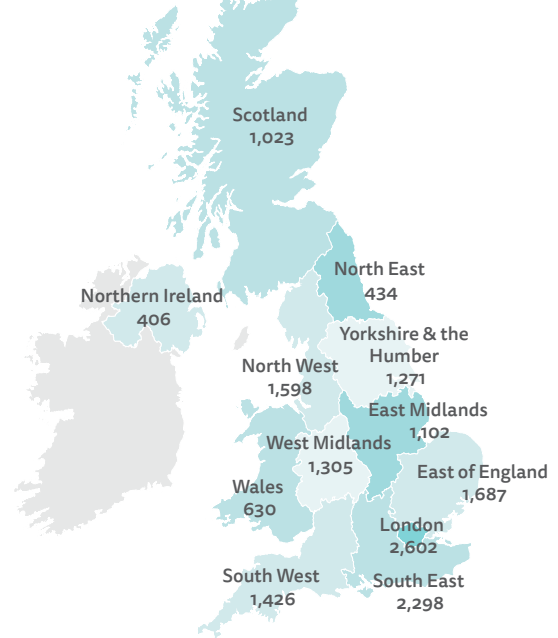 Scotland
1,023
North East
434
Northern Ireland
406
Yorkshire & the
Humber
1,271
North West
1,598
East Midlands
1,102
West Midlands
1,305
East of England
1,687
Wales
630
London
2,602
South West
1,426
South East
2,298